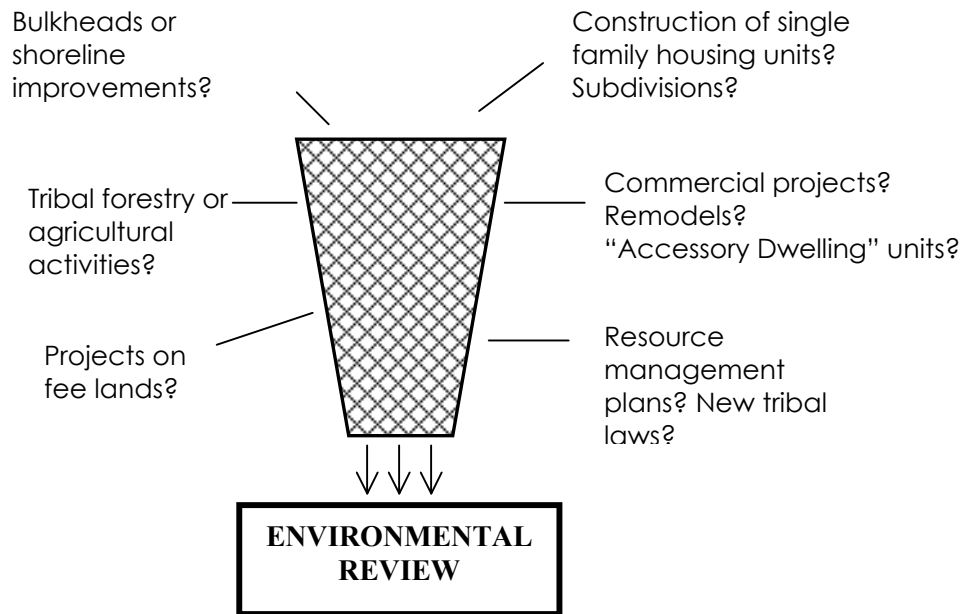 Bulkheads or
shoreline
improvements?
Construction of single
family housing units?
Subdivisions?
Tribal forestry or
agricultural
activities?
Commercial projects?
Remodels?
“Accessory Dwelling” units?
Projects on
fee lands?
Resource
management
plans? New tribal
laws?
ENVIRONMENTAL
REVIEW